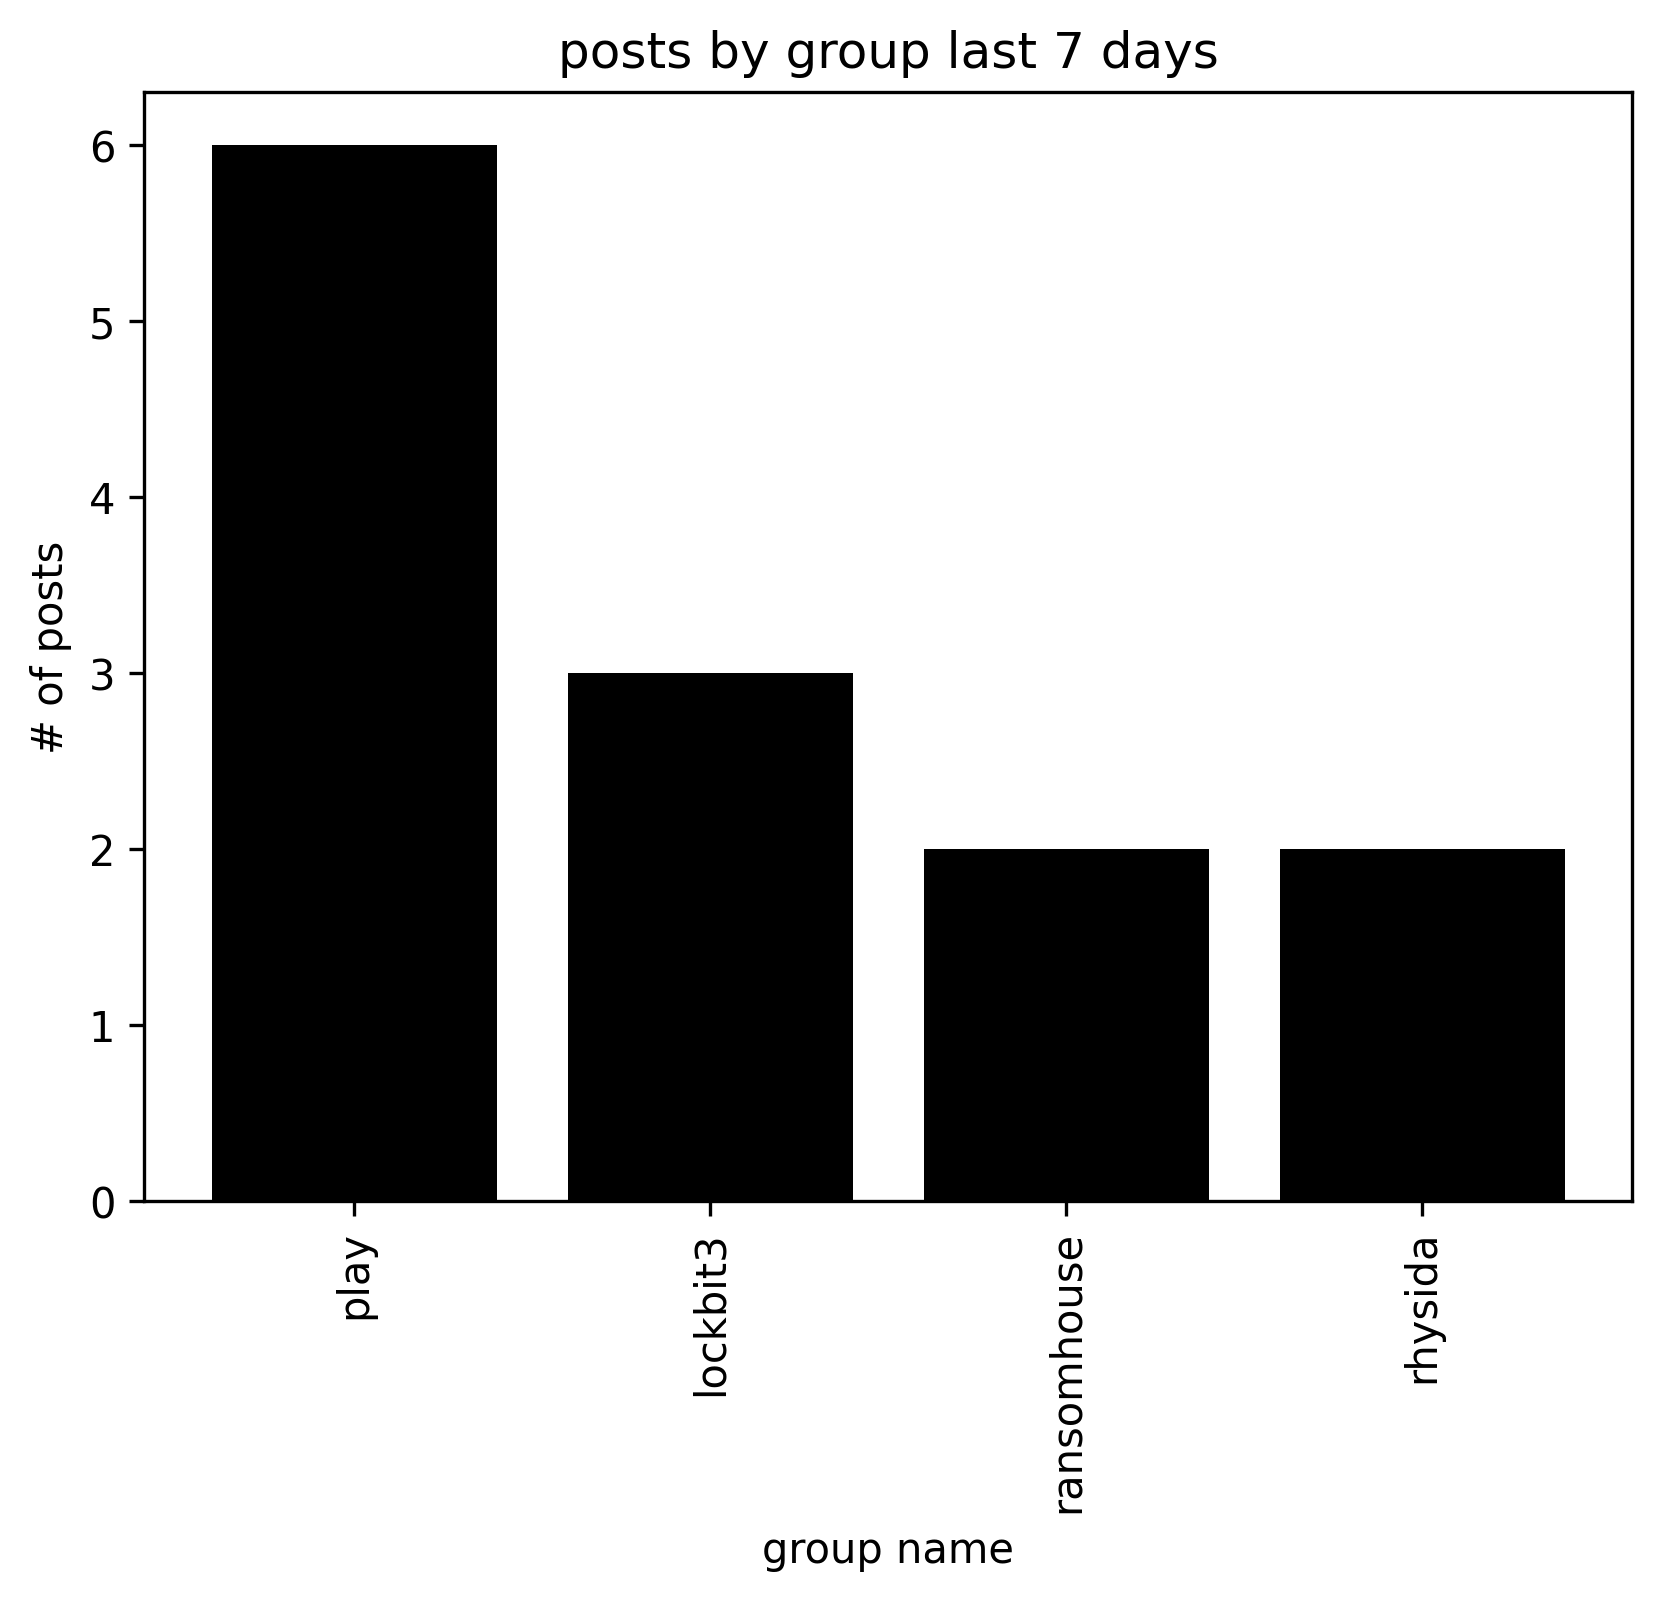 posts by group last 7 days
6
5
4
3
2
1
0
# of posts
play
lockbit3
ransomhouse
rhysida
group name